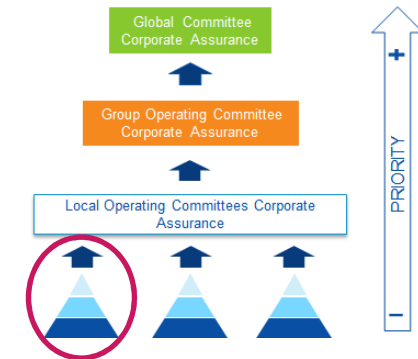 Global Committee
Corporate Assurance
+
Group Operating Committee
Corporate Assurance
PRIORITY
Local Operating Committees Corporate
Assurance
–